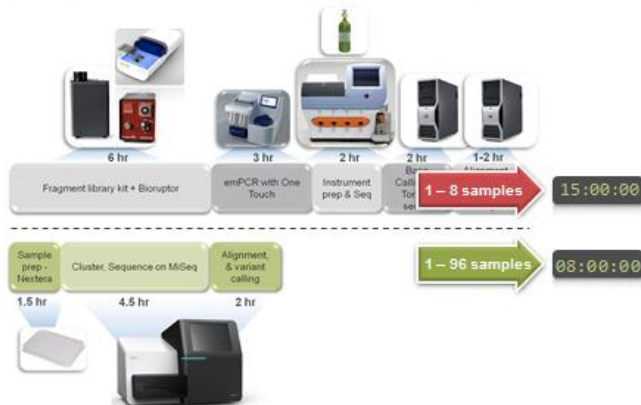 6 hr
3 hr
2 hr
2 hr
1-2 hr
Fragment library kit + Bioruptor
emPCR with One
Touch
Instrument
prep & Seq
Alignment
1 – 8 samples
15:00:00
Sample
prep -
Nextera
Cluster, Sequence on MiSeq
Alignment,
& variant
calling
1 – 96 samples
08:00:00
1.5 hr
4.5 hr
2 hr